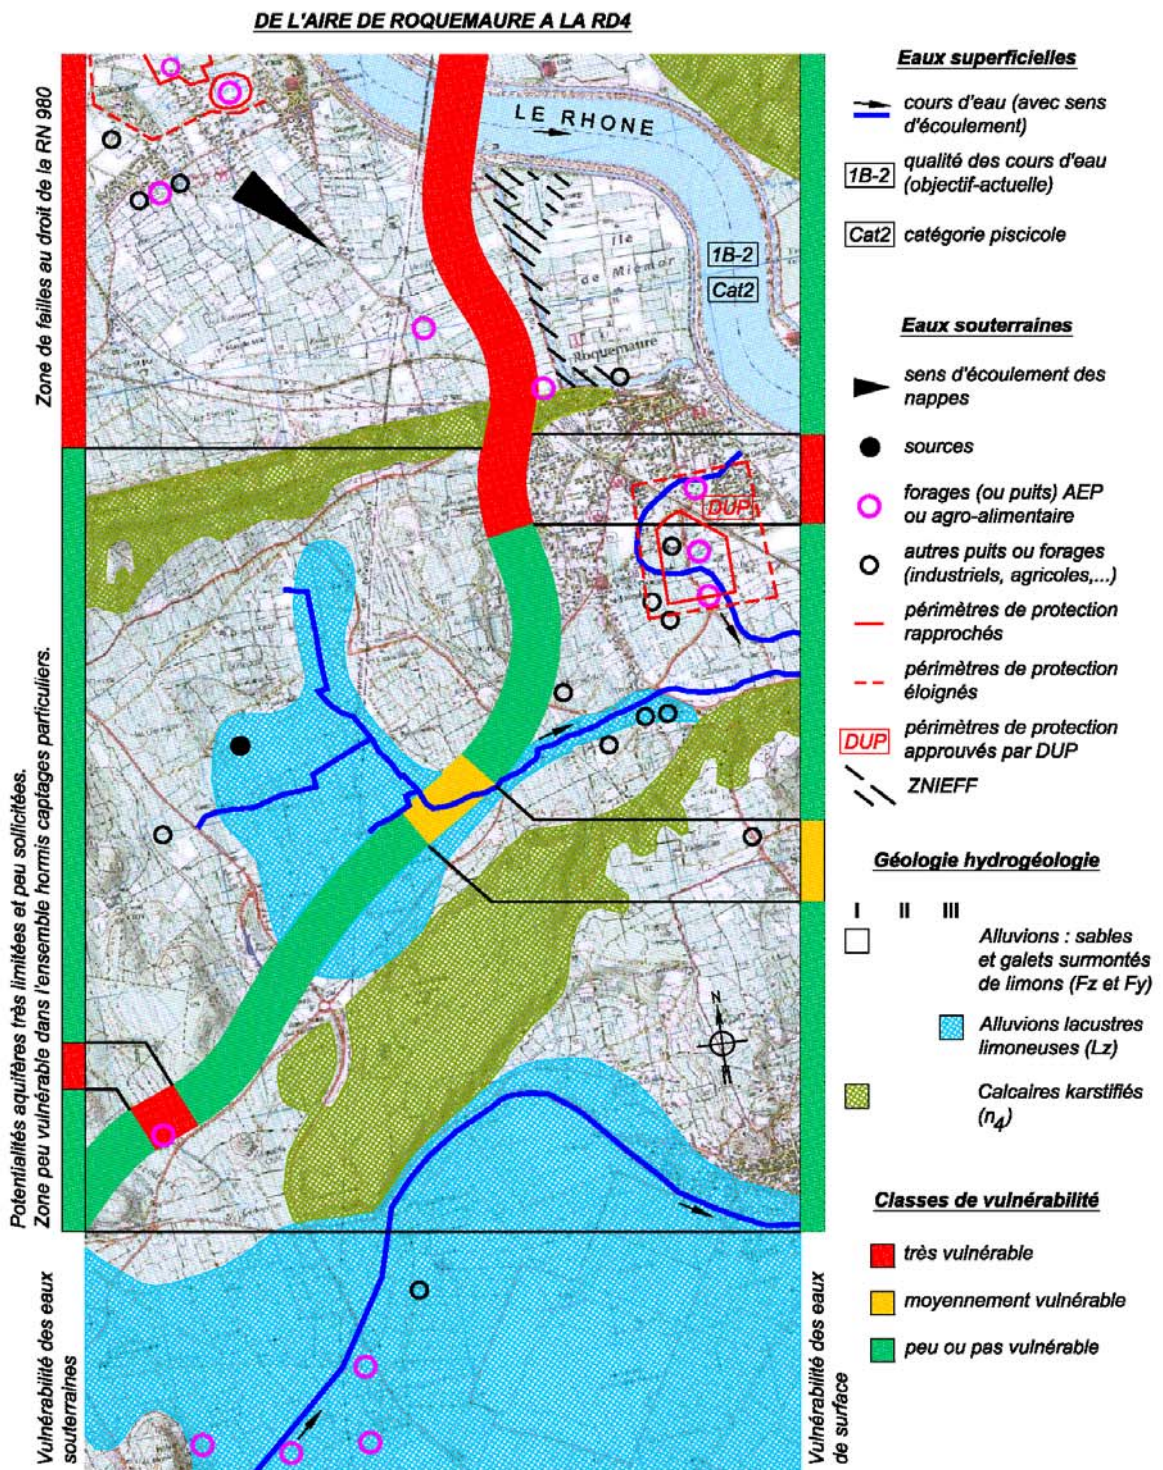 DE L'AIRE DE ROQUEMAURE A LA RD4
Zone de failles au droit de la RN 980
Potentialités aquifères très limitées et peu sollicitées.
Zone peu vulnérable dans l'ensemble hormis captages particuliers.
Vulnérabilité des eaux
souterraines
LE RHONE
Ile
de Miemar
Roquemaure
1B-2
Cat2
DUP
N
Vulnérabilité des eaux
de surface
Eaux superficielles
cours d'eau (avec sens
d'écoulement)
1B-2
qualité des cours d'eau
(objectif-actuelle)
Cat2
catégorie piscicole
Eaux souterraines
sens d'écoulement des
nappes
sources
forages (ou puits) AEP
ou agro-alimentaire
autres puits ou forages
(industriels, agricoles,...)
périmètres de protection
rapprochés
périmètres de protection
éloignés
DUP
périmètres de protection
approuvés par DUP
ZNIEFF
Géologie hydrogéologie
I II III
Alluvions : sables
et galets surmontés
de limons (Fz et Fy)
Alluvions lacustres
limoneuses (Lz)
Calcaires karstifiés
(n4)
Classes de vulnérabilité
très vulnérable
moyennement vulnérable
peu ou pas vulnérable